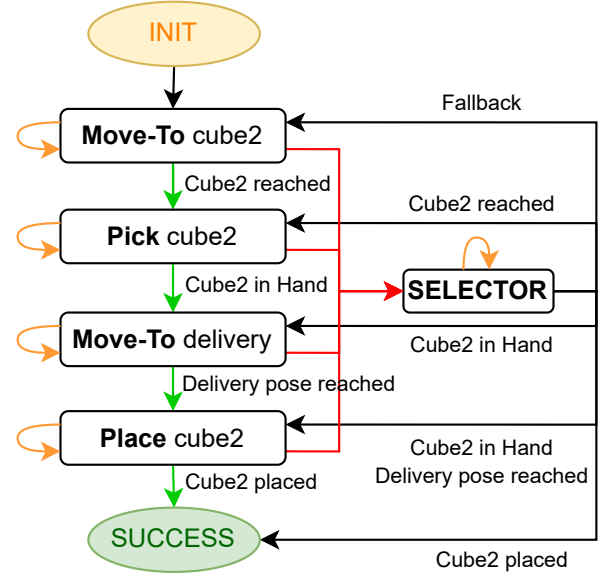 INIT
Fallback
Move-To cube2
Cube2 reached
Cube2 reached
Pick cube2
Cube2 in Hand
SELECTOR
Move-To delivery
Cube2 in Hand
Delivery pose reached
Place cube2
Cube2 in Hand
Delivery pose reached
Cube2 placed
SUCCESS
Cube2 placed